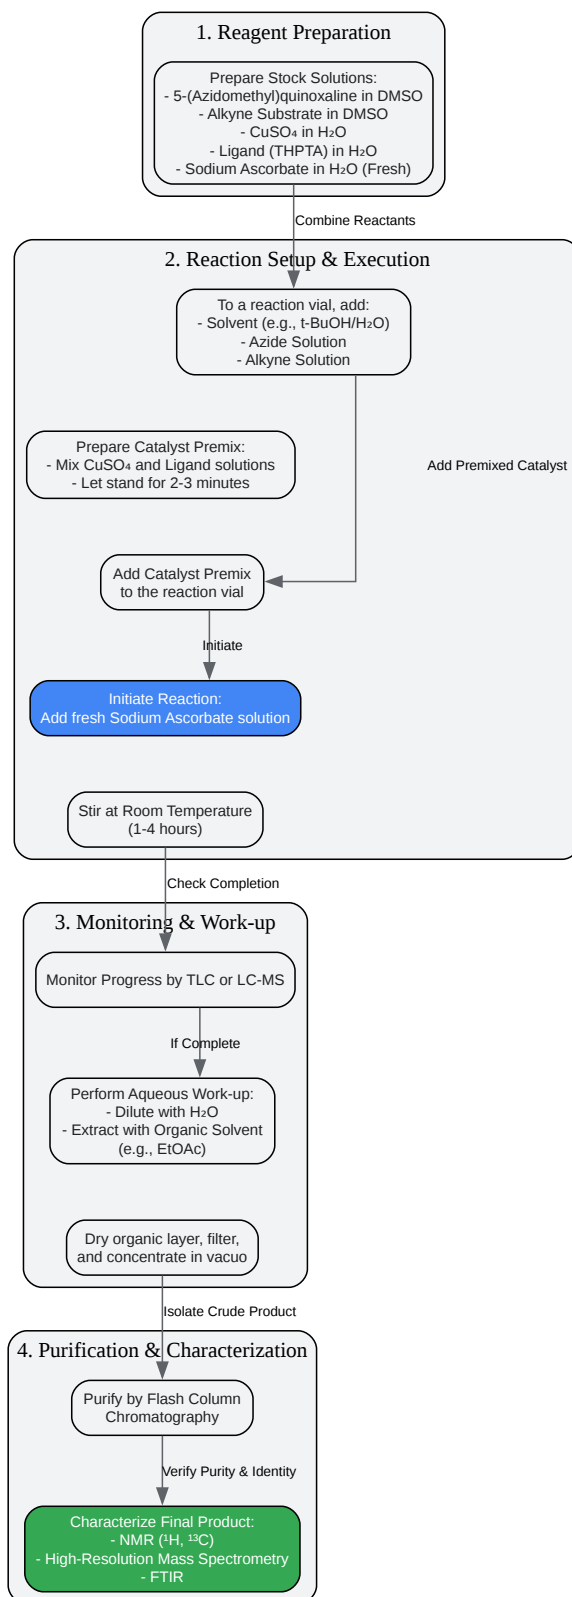 1. Reagent Preparation
Prepare Stock Solutions:
- 5-(Azidomethyl)quinoxaline in DMSO
- Alkyne Substrate in DMSO
- CuSO₄ in H₂O
- Ligand (THPTA) in H₂O
- Sodium Ascorbate in H₂O (Fresh)
Combine Reactants
2. Reaction Setup & Execution
To a reaction vial, add:
- Solvent (e.g., t-BuOH/H₂O)
- Azide Solution
- Alkyne Solution
Prepare Catalyst Premix:
- Mix CuSO₄ and Ligand solutions
- Let stand for 2-3 minutes
Add Premixed Catalyst
Add Catalyst Premix
to the reaction vial
Initiate
Initiate Reaction:
Add fresh Sodium Ascorbate solution
Stir at Room Temperature
(1-4 hours)
Check Completion
3. Monitoring & Work-up
Monitor Progress by TLC or LC-MS
If Complete
Perform Aqueous Work-up:
- Dilute with H₂O
- Extract with Organic Solvent
(e.g., EtOAc)
Dry organic layer, filter,
and concentrate in vacuo
Isolate Crude Product
4. Purification & Characterization
Purify by Flash Column
Chromatography
Verify Purity & Identity
Characterize Final Product:
- NMR (¹H, ¹³C)
- High-Resolution Mass Spectrometry
- FTIR